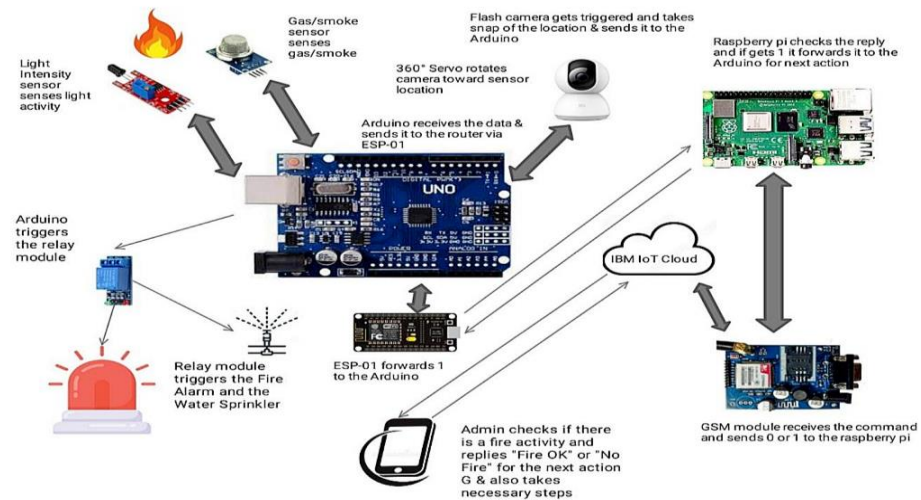 Flash camera gets triggered and takes
snap of the location & sends it to the
Arduino
Gas/smoke
sensor
senses
gas/smoke
Raspberry pi checks the reply
and if gets 1 it forwards it to the
Arduino for next action
Light
Intensity
sensor
senses light
activity
360° Servo rotates
camera toward sensor
location
Arduino receives the data &
sends it to the router via
ESP-01
DIGITAL
UNO
POWER
ANALOG IN
Arduino
triggers
the relay
module
IBM IoT Cloud
Relay module
triggers the Fire
Alarm and the
Water Sprinkler
ESP-01 forwards 1
to the Arduino
GSM module receives the command
and sends 0 or 1 to the raspberry pi
Admin checks if there
is a fire activity and
replies "Fire OK" or "No
Fire" for the next action
G & also takes
necessary steps